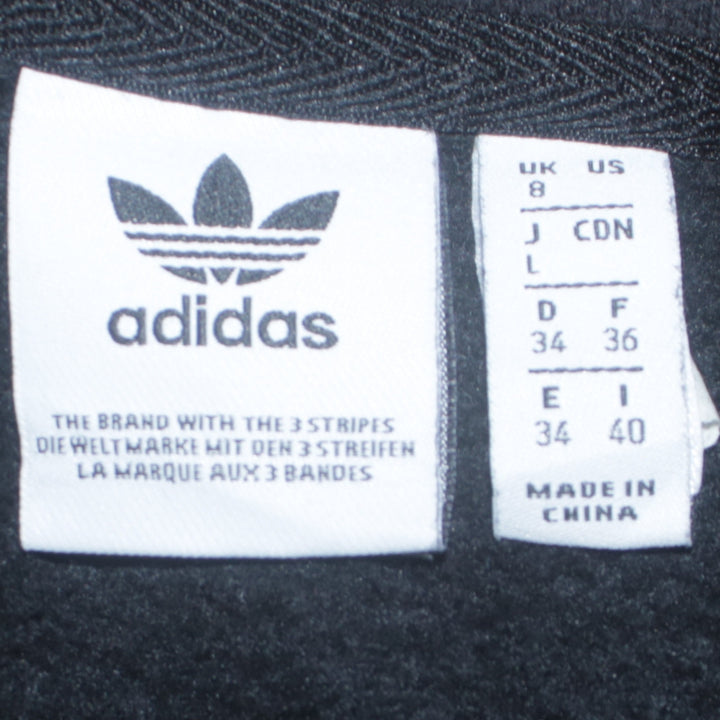 adidas
THE BRAND WITH THE 3 STRIPES
DIE WELTMARKE MIT DEN 3 STREIFEN
LA MARQUE AUX 3 BANDES
UK US
8
J CDN
L
D F
34 36
E I
34 40
MADE IN
CHINA